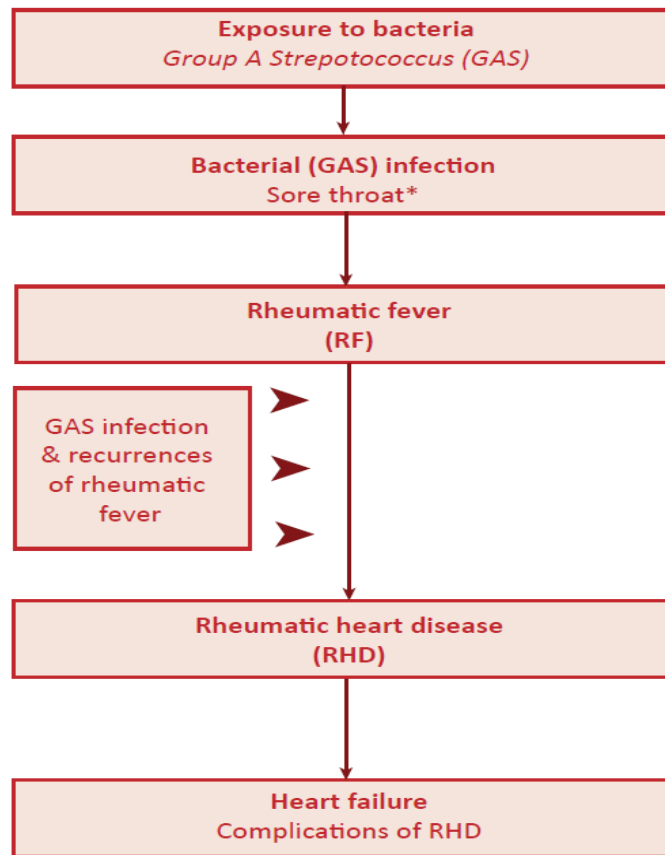 Exposure to bacteria
Group A Strepotococcus (GAS)
Bacterial (GAS) infection
Sore throat*
Rheumatic fever
(RF)
GAS infection
& recurrences
of rheumatic
fever
Rheumatic heart disease
(RHD)
Heart failure
Complications of RHD